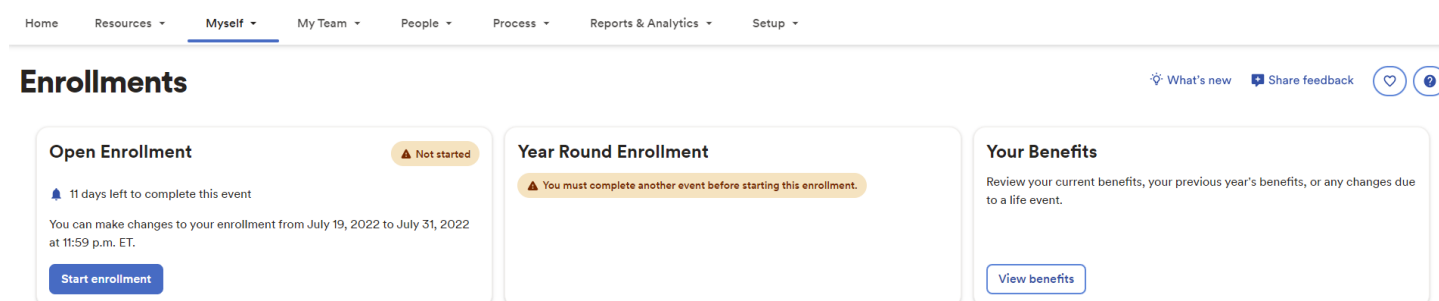 Home Resources Myself My Team People Process Reports & Analytics Setup
Enrollments
What's new Share feedback
Open Enrollment
Not started
11 days left to complete this event
You can make changes to your enrollment from July 19, 2022 to July 31, 2022
at 11:59 p.m. ET.
Start enrollment
Year Round Enrollment
You must complete another event before starting this enrollment.
Your Benefits
Review your current benefits, your previous year's benefits, or any changes due
to a life event.
View benefits